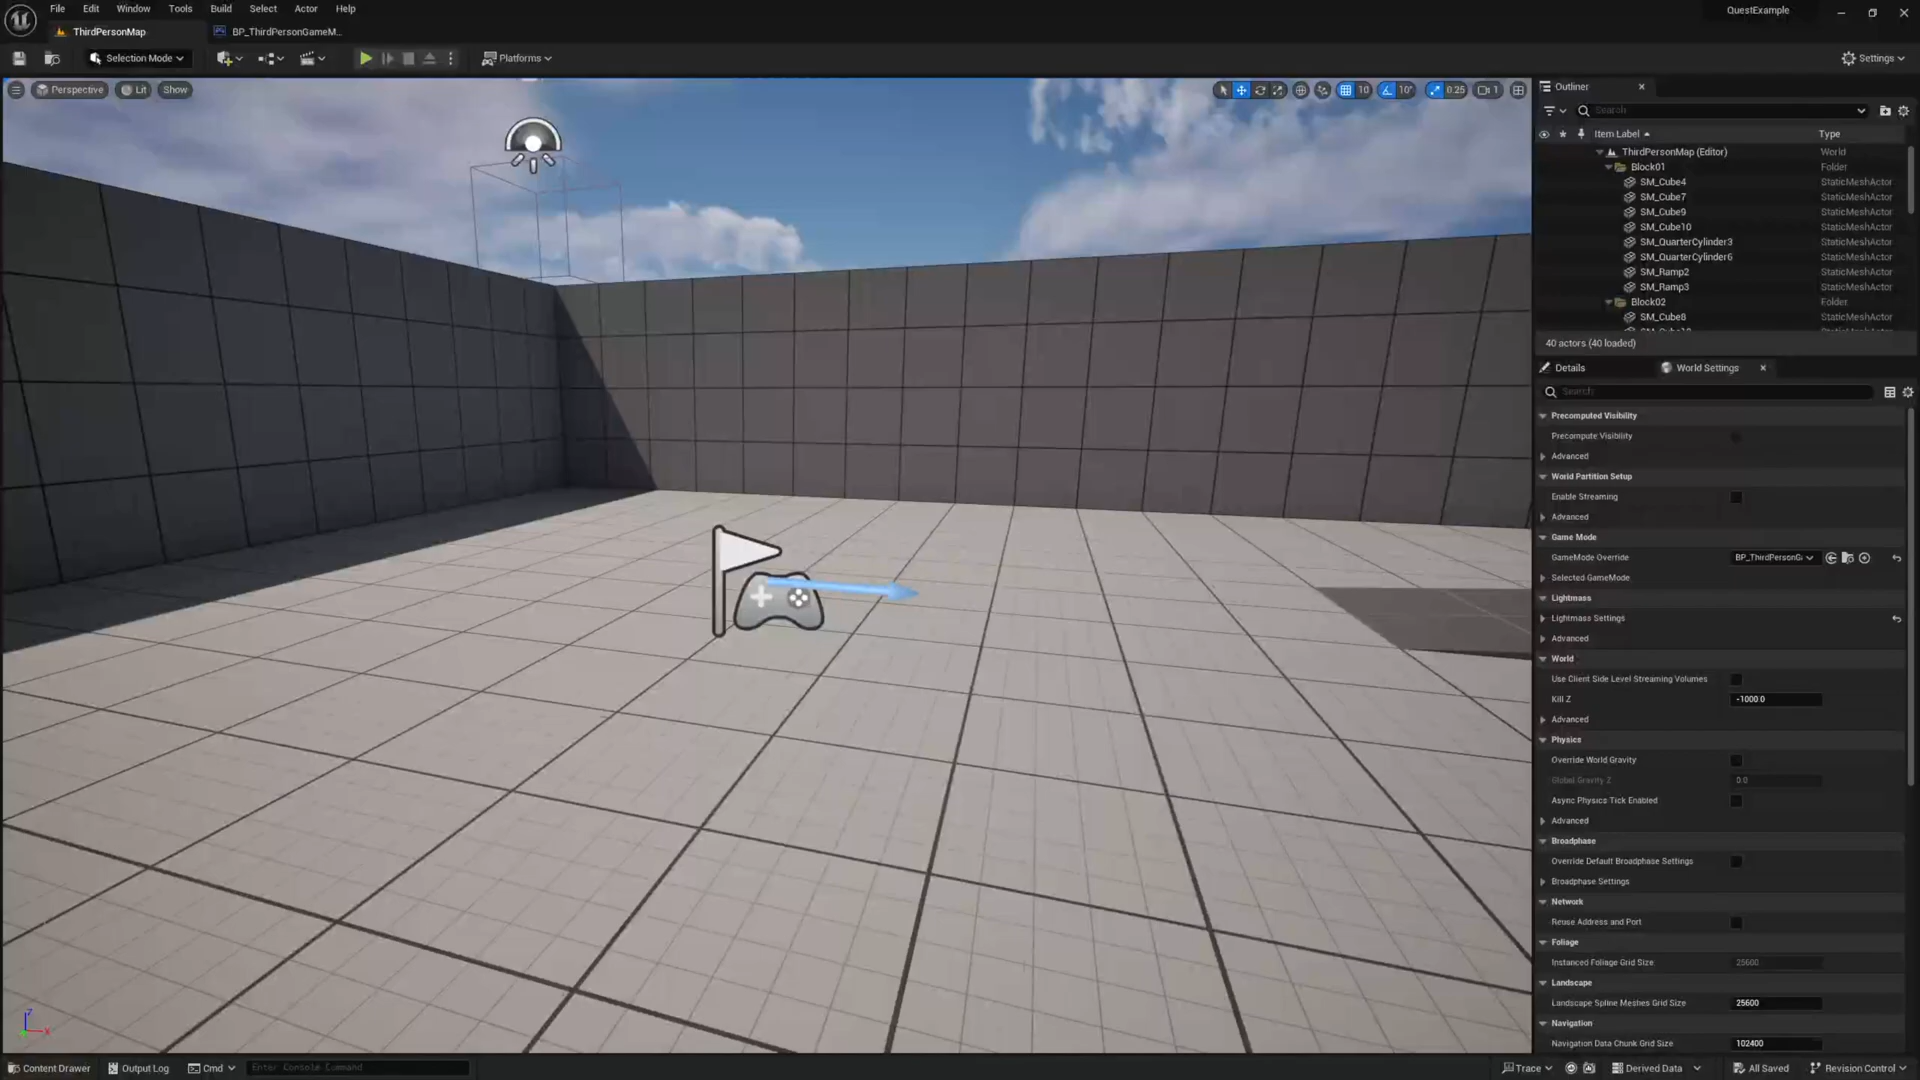 File Edit Window Tools Build Select Actor Help
QuestExample
ThirdPersonMap
BP_ThirdPersonGameM...
Selection Mode
Platforms
Settings
Perspective
Lit
Show
10
10°
0.25
1
Outliner
Search
Item Label
Type
ThirdPersonMap (Editor) World
Block01 Folder
SM_Cube4 StaticMeshActor
SM_Cube7 StaticMeshActor
SM_Cube9 StaticMeshActor
SM_Cube10 StaticMeshActor
SM_QuarterCylinder3 StaticMeshActor
SM_QuarterCylinder6 StaticMeshActor
SM_Ramp2 StaticMeshActor
SM_Ramp3 StaticMeshActor
Block02 Folder
SM_Cube8 StaticMeshActor
40 actors (40 loaded)
Details
World Settings
Search
Precomputed Visibility
Precompute Visibility
Advanced
World Partition Setup
Enable Streaming
Advanced
Game Mode
GameMode Override BP_ThirdPersonG
Selected GameMode
Lightmass
Lightmass Settings
Advanced
World
Use Client Side Level Streaming Volumes
Kill Z -1000.0
Advanced
Physics
Override World Gravity
Global Gravity Z 0.0
Async Physics Tick Enabled
Advanced
Broadphase
Override Default Broadphase Settings
Broadphase Settings
Network
Reuse Address and Port
Foliage
Instanced Foliage Grid Size 25600
Landscape
Landscape Spline Meshes Grid Size 25600
Navigation
Navigation Data Chunk Grid Size 102400
Z
X
Content Drawer
Output Log
Cmd
Enter Console Command
Trace
Derived Data
All Saved
Revision Control